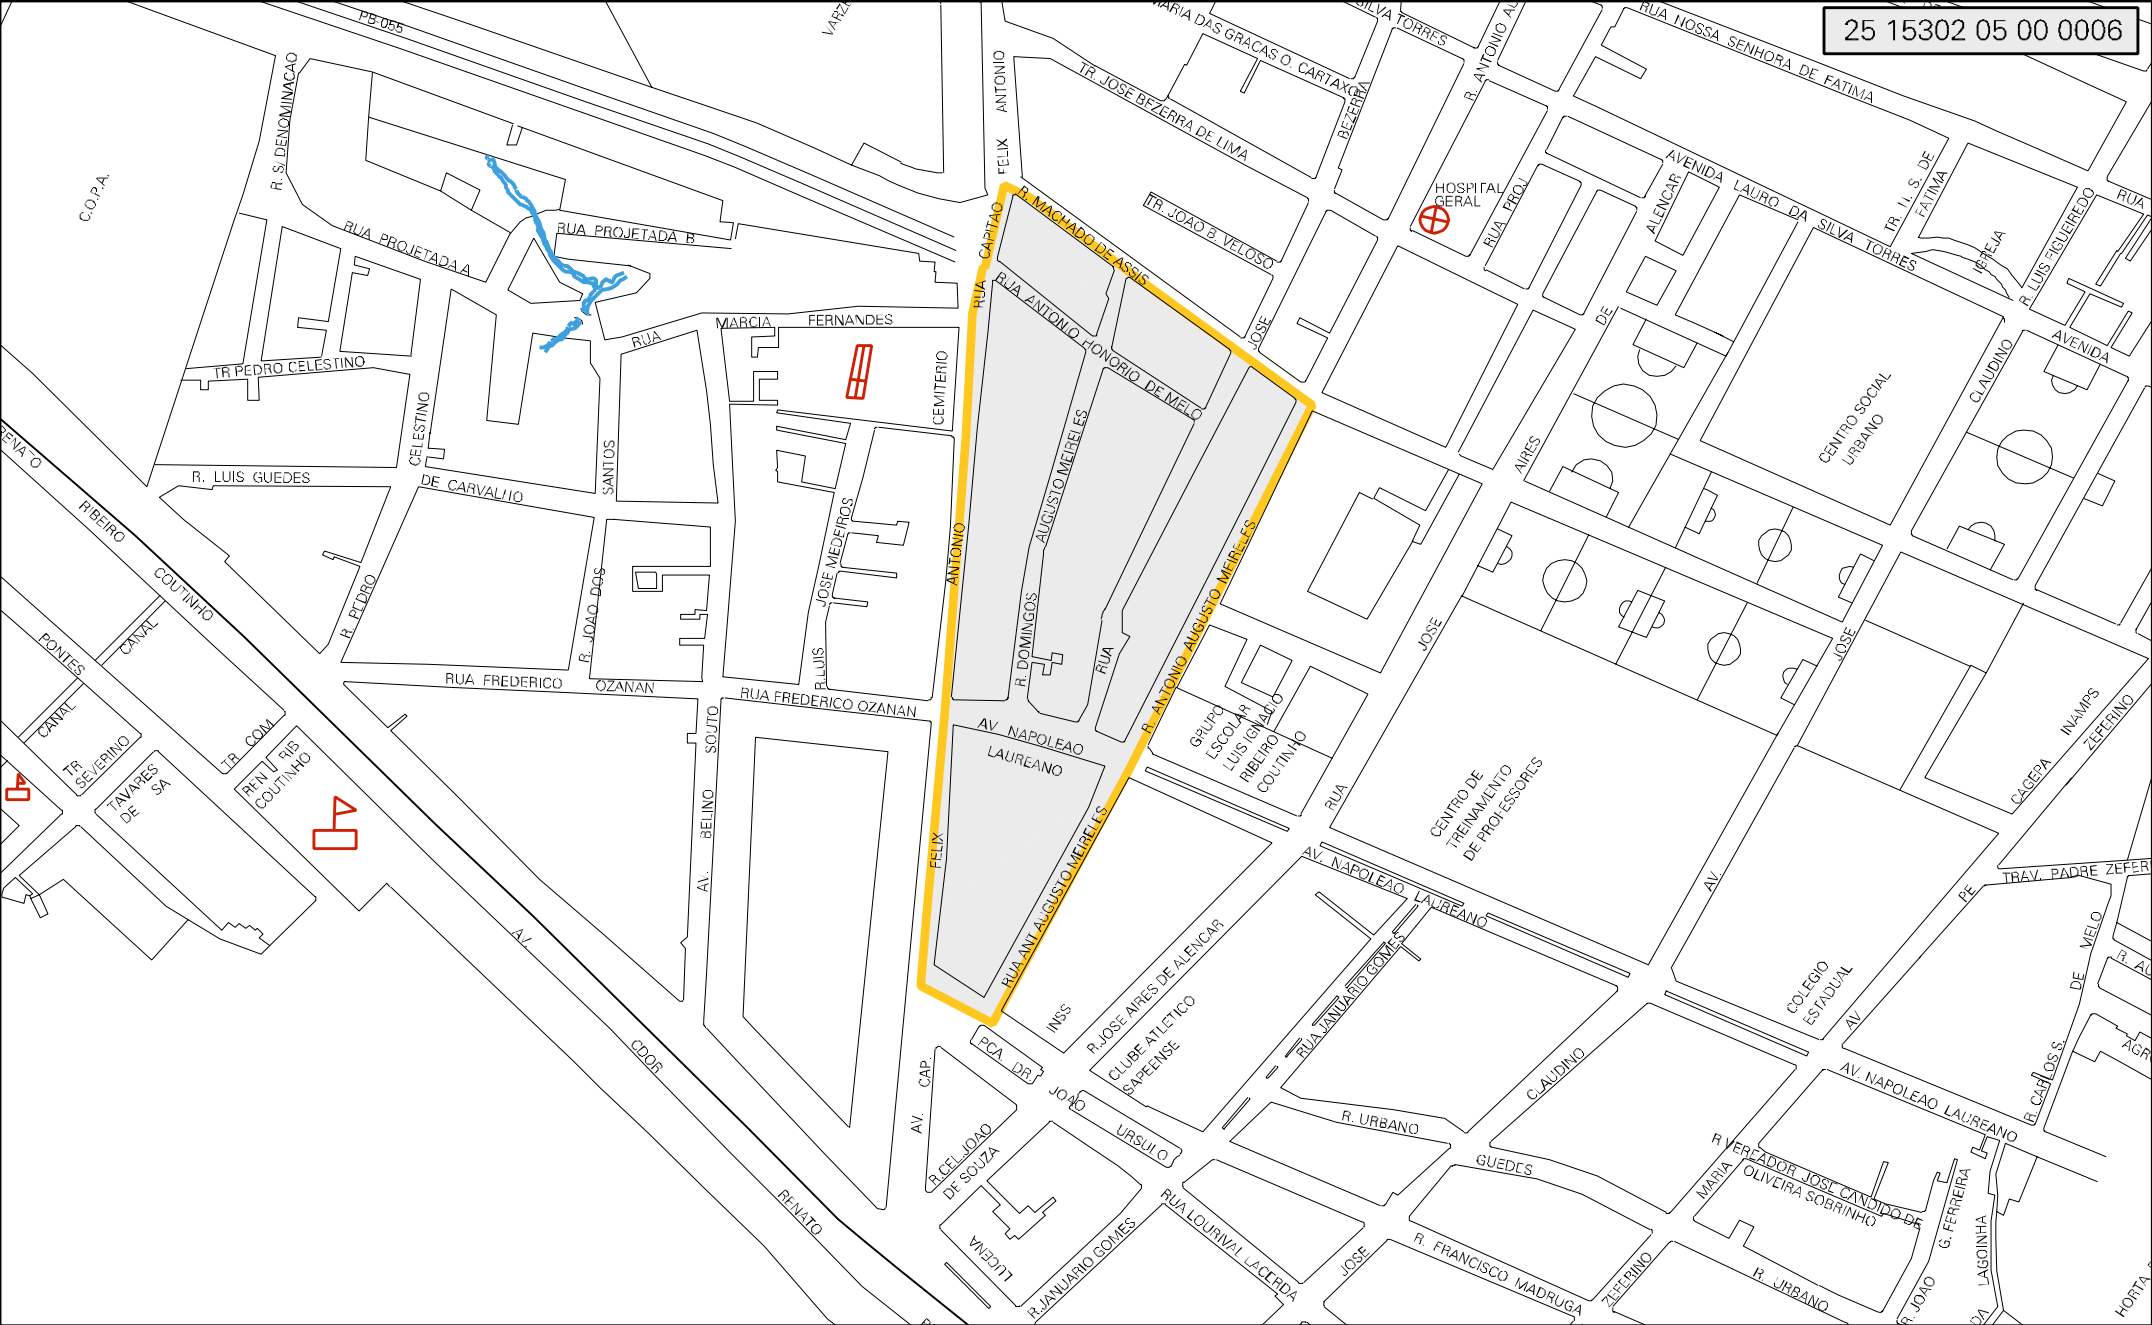 25 15302 05 00 0006
PB-055
R. S/ DENOMINACAO
C.O.P.A.
RUA PROJETADA A
RUA PROJETADA B
RUA MARCIA FERNANDES
TR PEDRO CELESTINO
CEMITERIO
R. LUIS GUEDES
DE CARVALHO
R. PEDRO
CELESTINO
R. JOAO DOS
SANTOS
R.LUIS
JOSE MEDEIROS
RUA FREDERICO
OZANAN
RUA FREDERICO OZANAN
AV. BELINO SOUTO
RENATO
RIBEIRO
COUTINHO
PONTES
CANAL
CANAL
TR
SEVERINO
TAVARES
DE SA
TR COM
REN RIB
COUTINHO
AV.
CDOR
RENATO
FELIX ANTONIO
RUA CAPITAO
ANTONIO
FELIX
R. MACHADO DE ASSIS
RUA ANTONIO HONORIO DE MELO
R. DOMINGOS
AUGUSTO MEIRELES
RUA
R. ANTONIO AUGUSTO MEIRELES
AV NAPOLEAO
LAUREANO
RUA ANT AUGUSTO MEIRELES
MARIA DAS GRACAS O. CARTAXO
TR. JOSE BEZERRA DE LIMA
TR. JOAO B. VELOSO
SILVA TORRES
BEZERRA
JOSE
R. ANTONIO
HOSPITAL
GERAL
RUA PROJ
RUA NOSSA SENHORA DE FATIMA
AVENIDA LAURO DA SILVA TORRES
ALENCAR
DE
AIRES
JOSE
RUA
TR. N. S. DE
FATIMA
IGREJA
R. LUIS FIGUEIREDO
RUA
AVENIDA
CLAUDINO
CENTRO SOCIAL
URBANO
JOSE
AV.
GRUPO
ESCOLAR
LUIS IGNACIO
RIBEIRO
COUTINHO
CENTRO DE
TREINAMENTO
DE PROFESSORES
INAMPS
CAGEPA
ZEFERINO
PE
AV
TRAV. PADRE ZEFER
AV. NAPOLEAO LAUREANO
R.JOSE AIRES DE ALENCAR
INSS
CLUBE ATLETICO
SAPEENSE
RUA JANUARIO GOMES
COLEGIO
ESTADUAL
R. CARLOS S. DE MELO
PCA. DR. JOAO URSULO
AV. CAP.
R.CEL.JOAO
DE SOUZA
LUCENA
R.JANUARIO GOMES
RUA LOURIVAL LACERDA
R. URBANO
GUEDES
CLAUDINO
JOSE
R. FRANCISCO MADRUGA
ZEFERINO
MARIA
AV. NAPOLEAO LAUREANO
R VEREADOR JOSE CANDIDO DE
OLIVEIRA SOBRINHO
R. URBANO
G. FERREIRA
R. JOAO
LAGOINHA
HORTA